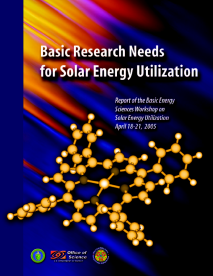 Basic Research Needs
for Solar Energy Utilization
Report of the Basic Energy
Sciences Workshop on
Solar Energy Utilization
April 18-21, 2005
Office of
Science